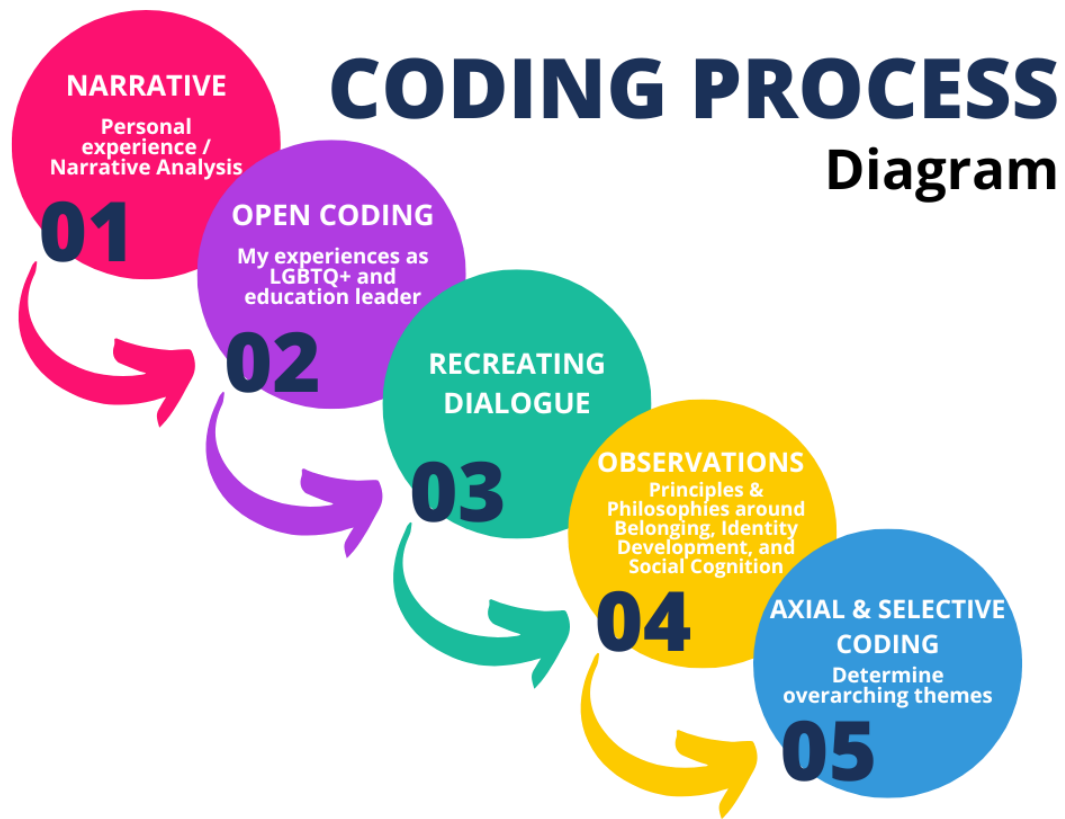 CODING PROCESS
Diagram
NARRATIVE
Personal
experience /
Narrative Analysis
01
OPEN CODING
My experiences as
LGBTQ+ and
education leader
02
RECREATING
DIALOGUE
03
OBSERVATIONS
Principles &
Philosophies around
Belonging, Identity
Development, and
Social Cognition
04
AXIAL & SELECTIVE
CODING
Determine
overarching themes
05